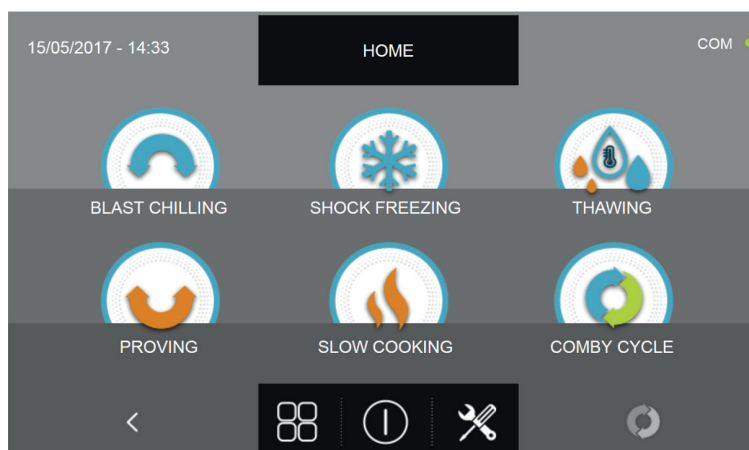 15/05/2017 - 14:33
HOME
COM
BLAST CHILLING
SHOCK FREEZING
THAWING
PROVING
SLOW COOKING
COMBY CYCLE